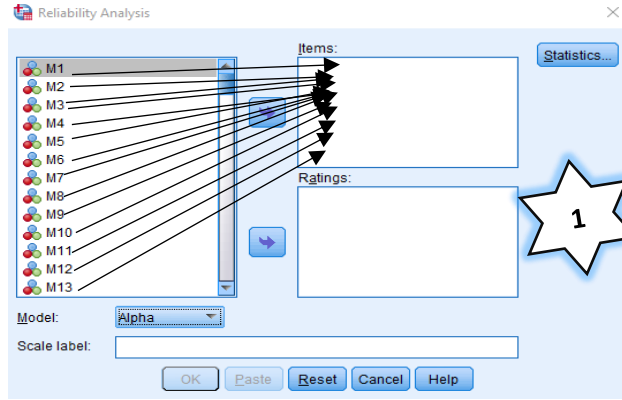 Reliability Analysis
Items:
Statistics...
M1
M2
M3
M4
M5
M6
M7
M8
M9
M10
M11
M12
M13
Ratings:
1
Model:
Alpha
Scale label:
OK
Paste
Reset
Cancel
Help